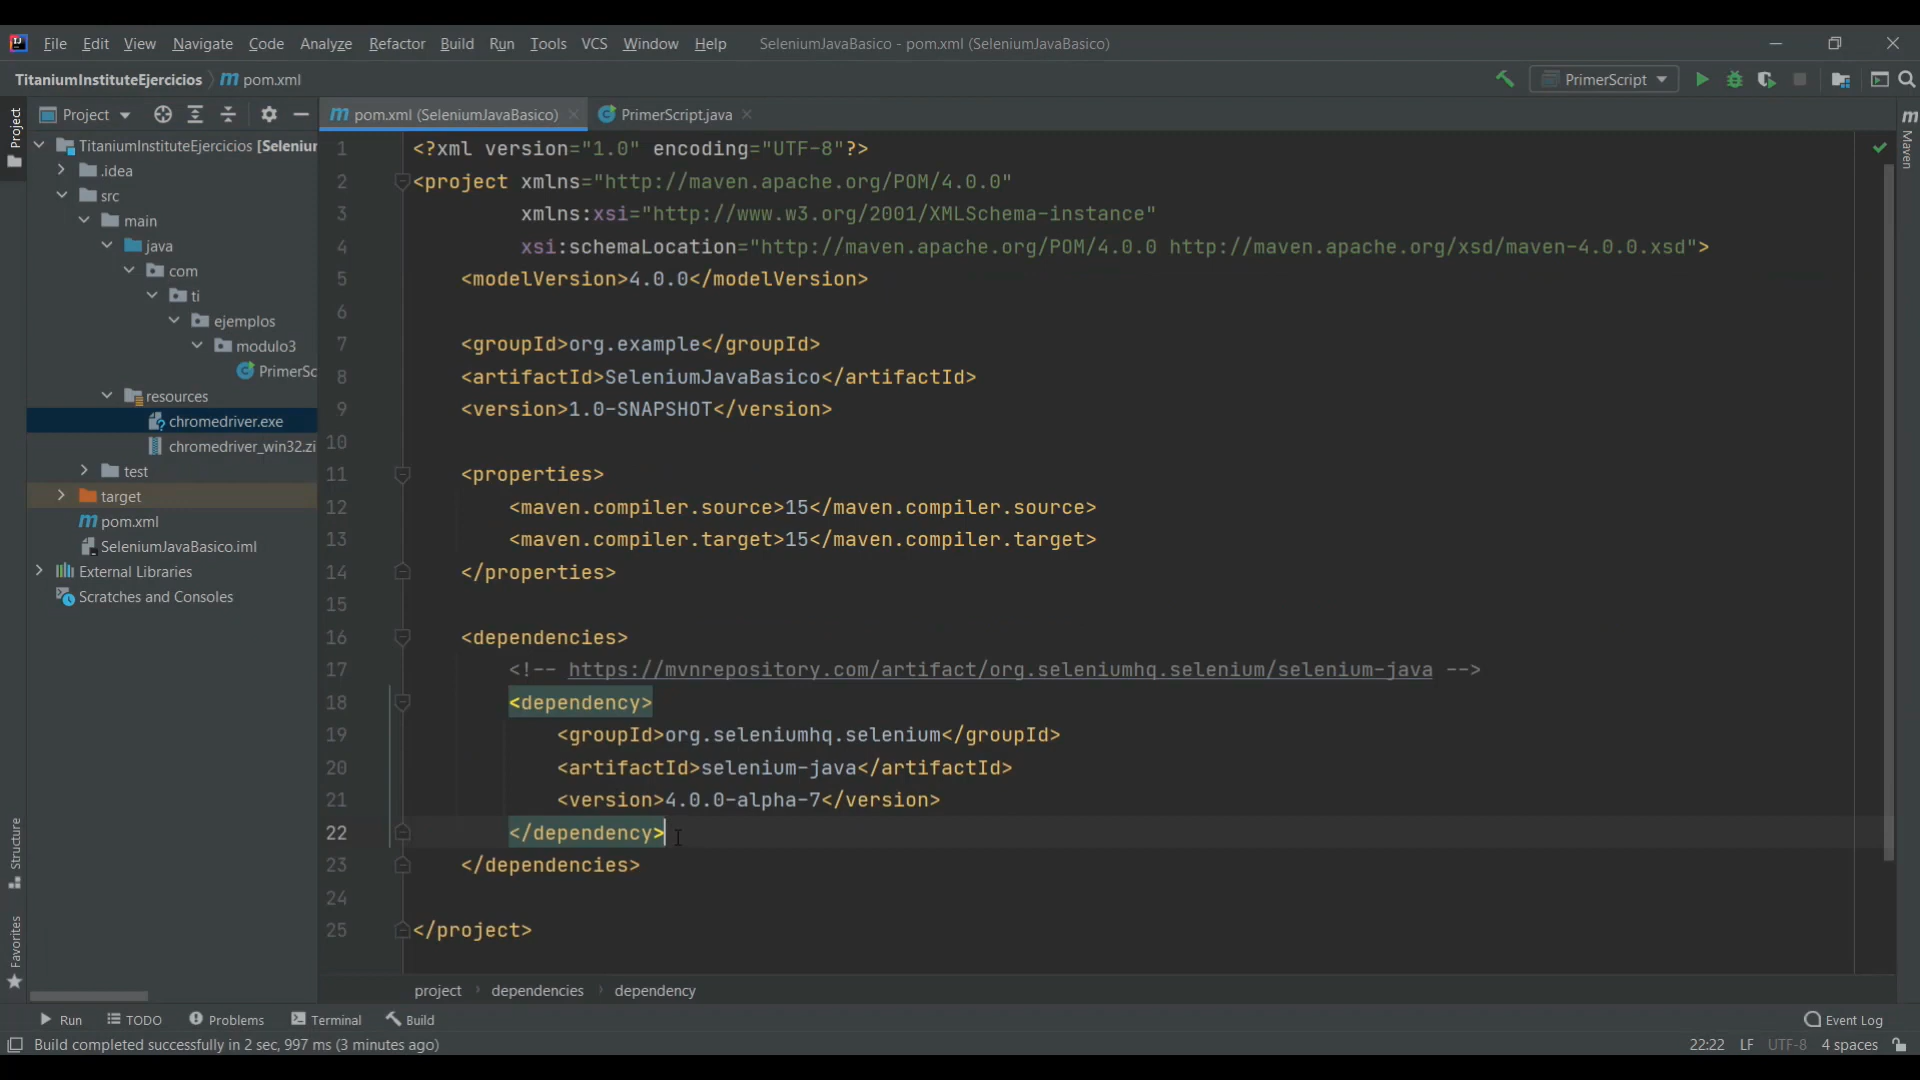 File Edit View Navigate Code Analyze Refactor Build Run Tools VCS Window Help SeleniumJavaBasico - pom.xml (SeleniumJavaBasico)
TitaniumInstituteEjercicios pom.xml PrimerScript
Project pom.xml (SeleniumJavaBasico) PrimerScript.java
Project
Structure
Favorites
Maven
TitaniumInstituteEjercicios [Seleniu
.idea
src
main
java
com
ti
ejemplos
modulo3
PrimerSc
resources
chromedriver.exe
chromedriver_win32.zi
test
target
pom.xml
SeleniumJavaBasico.iml
External Libraries
Scratches and Consoles
1 <?xml version="1.0" encoding="UTF-8"?>
2 <project xmlns="http://maven.apache.org/POM/4.0.0"
3 xmlns:xsi="http://www.w3.org/2001/XMLSchema-instance"
4 xsi:schemaLocation="http://maven.apache.org/POM/4.0.0 http://maven.apache.org/xsd/maven-4.0.0.xsd">
5 <modelVersion>4.0.0</modelVersion>
6
7 <groupId>org.example</groupId>
8 <artifactId>SeleniumJavaBasico</artifactId>
9 <version>1.0-SNAPSHOT</version>
10
11 <properties>
12 <maven.compiler.source>15</maven.compiler.source>
13 <maven.compiler.target>15</maven.compiler.target>
14 </properties>
15
16 <dependencies>
17 <!-- https://mvnrepository.com/artifact/org.seleniumhq.selenium/selenium-java -->
18 <dependency>
19 <groupId>org.seleniumhq.selenium</groupId>
20 <artifactId>selenium-java</artifactId>
21 <version>4.0.0-alpha-7</version>
22 </dependency>
23 </dependencies>
24
25 </project>
project dependencies dependency
Run TODO Problems Terminal Build Event Log
Build completed successfully in 2 sec, 997 ms (3 minutes ago) 22:22 LF UTF-8 4 spaces